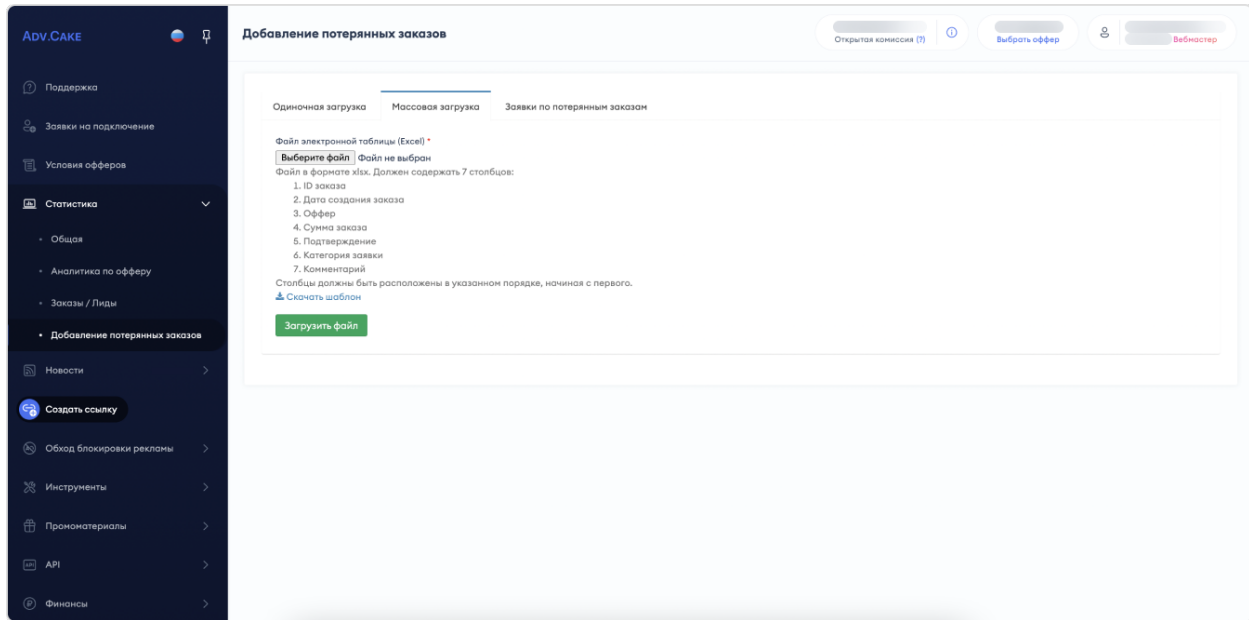 ADV.CAKE
Поддержка
Заявки на подключение
Условия офферов
Статистика
• Общая
• Аналитика по офферу
• Заказы / Лиды
• Добавление потерянных заказов
Новости
Создать ссылку
Обход блокировки рекламы
Инструменты
Промоматериалы
API
Финансы
Добавление потерянных заказов
Открытая комиссия (?)
Выбрать оффер
Вебмастер
Одиночная загрузка Массовая загрузка Заявки по потерянным заказам
Файл электронной таблицы (Excel) *
Выберите файл Файл не выбран
Файл в формате xlsx. Должен содержать 7 столбцов:
1. ID заказа
2. Дата создания заказа
3. Оффер
4. Сумма заказа
5. Подтверждение
6. Категория заявки
7. Комментарий
Столбцы должны быть расположены в указанном порядке, начиная с первого.
Скачать шаблон
Загрузить файл